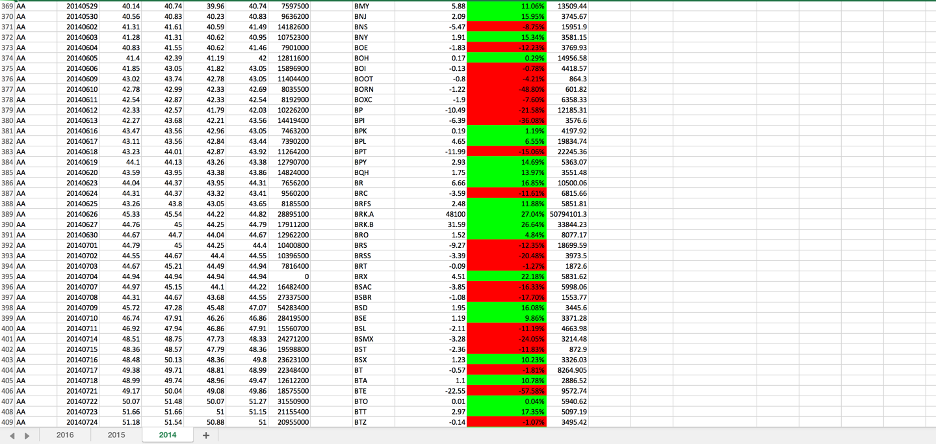 369 AA 20140529 40.14 40.74 39.96 40.74 7597500 BMY 5.88 11.06% 13509.44
370 AA 20140530 40.56 40.83 40.23 40.83 9636200 BNJ 2.09 15.95% 3745.67
371 AA 20140602 41.31 41.61 40.59 41.49 14182600 BNS -5.47 -8.75% 15951.9
372 AA 20140603 41.28 41.31 40.62 40.95 10752300 BNY 1.91 15.34% 3581.15
373 AA 20140604 40.83 41.55 40.62 41.46 7901000 BOE -1.83 -12.25% 3769.93
374 AA 20140605 41.4 42.39 41.19 42 12811600 BOH 0.17 0.29% 14956.58
375 AA 20140606 41.85 43.05 41.82 43.05 15896900 BOI -0.13 -0.78% 4418.57
376 AA 20140609 43.02 43.74 42.78 43.05 11404400 BOOT -0.8 -4.21% 864.3
377 AA 20140610 42.78 42.99 42.33 42.69 8035500 BORN -1.22 -48.80% 601.82
378 AA 20140611 42.54 42.87 42.33 42.54 8192900 BOXC -1.9 -7.60% 6358.33
379 AA 20140612 42.33 42.57 41.79 42.03 10226200 BP -10.49 -21.58% 12185.31
380 AA 20140613 42.27 43.68 42.21 43.56 14419400 BPI -6.39 -36.08% 3576.6
381 AA 20140616 43.47 43.56 42.96 43.05 7463200 BPK 0.19 1.19% 4197.92
382 AA 20140617 43.11 43.56 42.84 43.44 7390200 BPL 4.65 6.55% 19834.74
383 AA 20140618 43.23 44.01 42.87 43.92 11264200 BPT -11.99 -15.06% 22245.36
384 AA 20140619 44.1 44.13 43.26 43.38 12790700 BPY 2.93 14.69% 5363.07
385 AA 20140620 43.59 43.95 43.38 43.86 14824000 BQH 1.75 13.97% 3551.48
386 AA 20140623 44.04 44.37 43.95 44.31 7656200 BR 6.66 16.85% 10500.06
387 AA 20140624 44.31 44.37 43.32 43.41 9560200 BRC -3.59 -11.61% 6815.66
388 AA 20140625 43.26 43.8 43.05 43.65 8185500 BRFS 2.48 11.88% 5851.81
389 AA 20140626 45.33 45.54 44.22 44.82 28895100 BRK.A 48100 27.04% 50794101.3
390 AA 20140627 44.76 45 44.25 44.79 17911200 BRK.B 31.59 26.64% 33844.23
391 AA 20140630 44.67 44.7 44.04 44.67 12962200 BRO 1.52 4.84% 8077.17
392 AA 20140701 44.79 45 44.25 44.4 10400800 BRS -9.27 -12.35% 18699.59
393 AA 20140702 44.55 44.67 44.4 44.55 10396500 BRSS -3.39 -20.48% 3973.5
394 AA 20140703 44.67 45.21 44.49 44.94 7816400 BRT -0.09 -1.27% 1872.6
395 AA 20140704 44.94 44.94 44.94 44.94 0 BRX 4.51 22.18% 5831.62
396 AA 20140707 44.97 45.15 44.1 44.22 16482400 BSAC -3.85 -16.33% 5998.06
397 AA 20140708 44.31 44.67 43.68 44.55 27337500 BSBR -1.08 -17.70% 1553.77
398 AA 20140709 45.72 47.28 45.48 47.07 54283400 BSD 1.95 16.08% 3445.6
399 AA 20140710 46.74 47.91 46.26 46.86 28419500 BSE 1.19 9.86% 3371.28
400 AA 20140711 46.92 47.94 46.86 47.91 15560700 BSL -2.11 -11.19% 4663.98
401 AA 20140714 48.51 48.75 47.73 48.33 24271200 BSMX -3.28 -24.03% 3214.48
402 AA 20140715 48.36 48.57 47.79 48.36 19598800 BST -2.36 -11.83% 872.9
403 AA 20140716 48.48 50.13 48.36 49.8 23623100 BSX 1.23 10.23% 3326.03
404 AA 20140717 49.38 49.71 48.81 48.99 22348400 BT -0.57 -1.81% 8264.905
405 AA 20140718 48.99 49.74 48.96 49.47 12612200 BTA 1.1 10.78% 2886.52
406 AA 20140721 49.17 50.04 49.08 49.86 18575500 BTE -22.55 -57.58% 9572.74
407 AA 20140722 50.07 51.48 50.07 51.27 31550900 BTO 0.01 0.04% 5940.62
408 AA 20140723 51.66 51.66 51 51.15 21155400 BTT 2.97 17.35% 5097.19
409 AA 20140724 51.18 51.54 50.88 51 20955000 BTZ -0.14 -1.07% 3495.42
2016 2015 2014 +